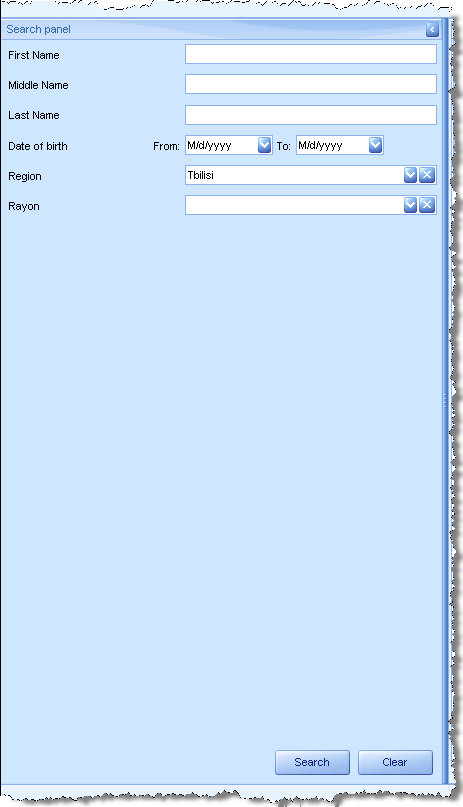 Search panel
First Name
Middle Name
Last Name
Date of birth From: M/d/yyyy To: M/d/yyyy
Region Tbilisi
Rayon
Search Clear